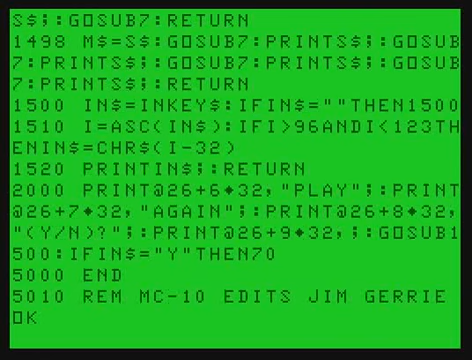 S$;:GOSUB7:RETURN
1498 M$=S$:GOSUB7:PRINTS$;:GOSUB
7:PRINTS$;:GOSUB7:PRINTS$;:GOSUB
7:PRINTS$;:RETURN
1500 IN$=INKEY$:IFIN$=""THEN1500
1510 I=ASC(IN$):IFI>96ANDI<123TH
ENIN$=CHR$(I-32)
1520 PRINTIN$;:RETURN
2000 PRINT@26+6*32,"PLAY";:PRINT
@26+7*32,"AGAIN";:PRINT@26+8*32,
"(Y/N)?";:PRINT@26+9*32,;:GOSUB1
500:IFIN$="Y"THEN70
5000 END
5010 REM MC-10 EDITS JIM GERRIE
OK